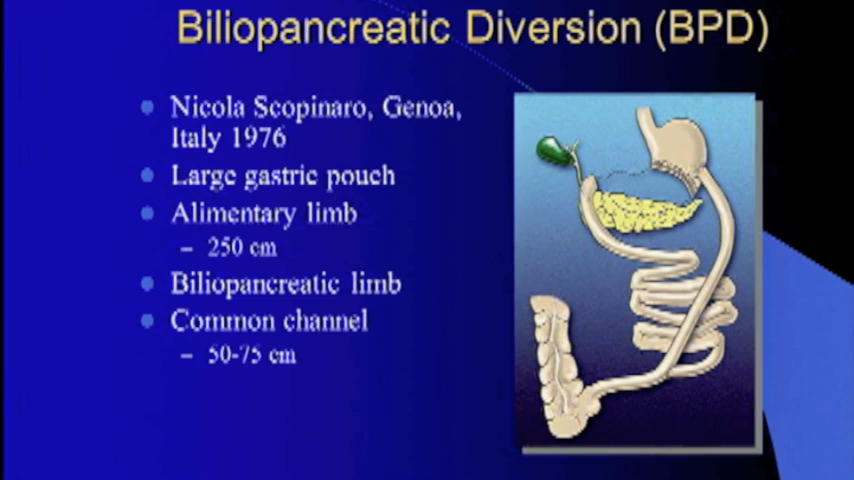 Biliopancreatic Diversion (BPD)
Nicola Scopinaro, Genoa,
Italy 1976
Large gastric pouch
Alimentary limb
– 250 cm
Biliopancreatic limb
Common channel
– 50-75 cm